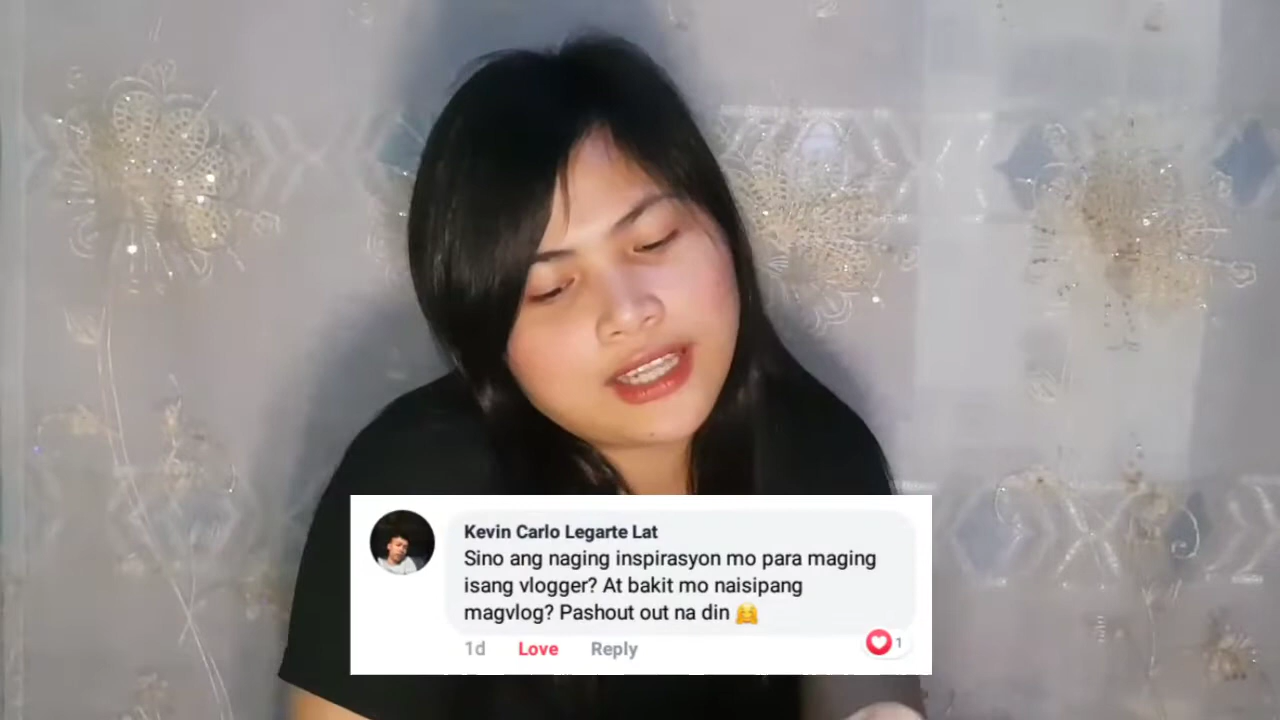 Kevin Carlo Legarte Lat
Sino ang naging inspirasyon mo para maging
isang vlogger? At bakit mo naisipang
magvlog? Pashout out na din 🤗
1d Love Reply 1